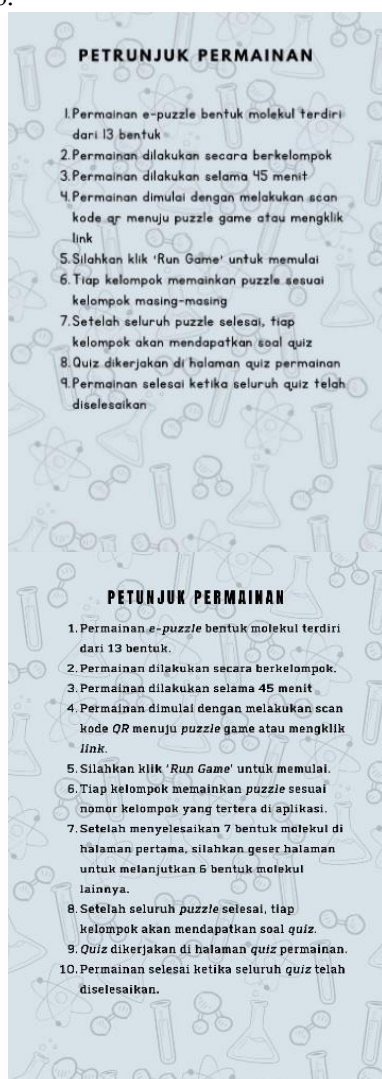 PETRUNJUK PERMAINAN
1.Permainan e-puzzle bentuk molekul terdiri
dari 13 bentuk
2.Permainan dilakukan secara berkelompok
3.Permainan dilakukan selama 45 menit
4.Permainan dimulai dengan melakukan scan
kode qr menuju puzzle game atau mengklik
link
5.Silahkan klik 'Run Game' untuk memulai
6.Tiap kelompok memainkan puzzle sesuai
kelompok masing-masing
7.Setelah seluruh puzzle selesai, tiap
kelompok akan mendapatkan soal quiz
8.Quiz dikerjakan di halaman quiz permainan
9.Permainan selesai ketika seluruh quiz telah
diselesaikan
PETUNJUK PERMAINAN
1. Permainan e-puzzle bentuk molekul terdiri
dari 13 bentuk.
2. Permainan dilakukan secara berkelompok.
3. Permainan dilakukan selama 45 menit
4. Permainan dimulai dengan melakukan scan
kode QR menuju puzzle game atau mengklik
link.
5. Silahkan klik 'Run Game' untuk memulai.
6. Tiap kelompok memainkan puzzle sesuai
nomor kelompok yang tertera di aplikasi.
7. Setelah menyelesaikan 7 bentuk molekul di
halaman pertama, silahkan geser halaman
untuk melanjutkan 6 bentuk molekul
lainnya.
8. Setelah seluruh puzzle selesai, tiap
kelompok akan mendapatkan soal quiz.
9. Quiz dikerjakan di halaman quiz permainan.
10. Permainan selesai ketika seluruh quiz telah
diselesaikan.